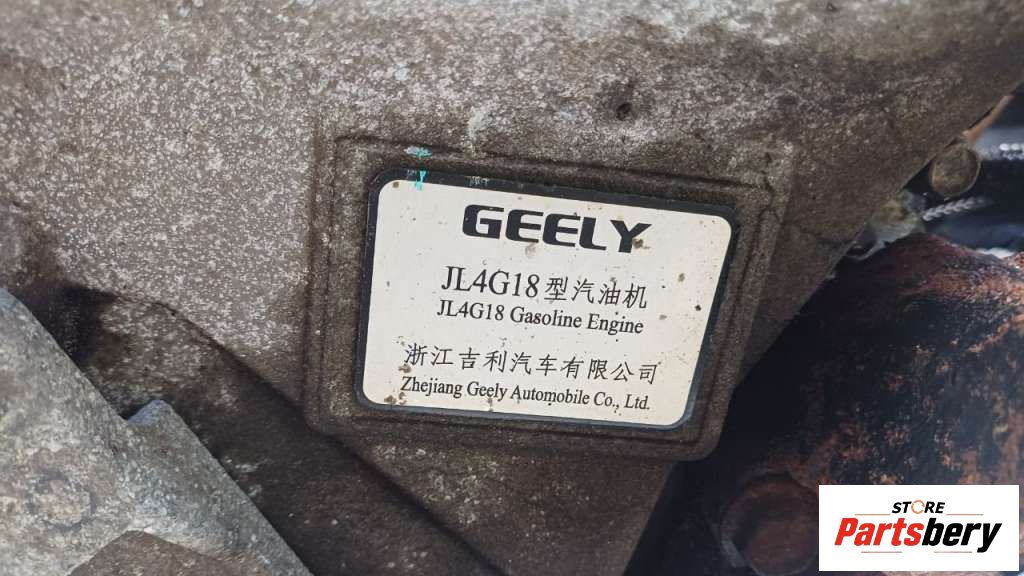 GEELY
JL4G18型汽油机
JL4G18 Gasoline Engine
浙江吉利汽车有限公司
Zhejiang Geely Automobile Co., Ltd.
STORE
Partsbery